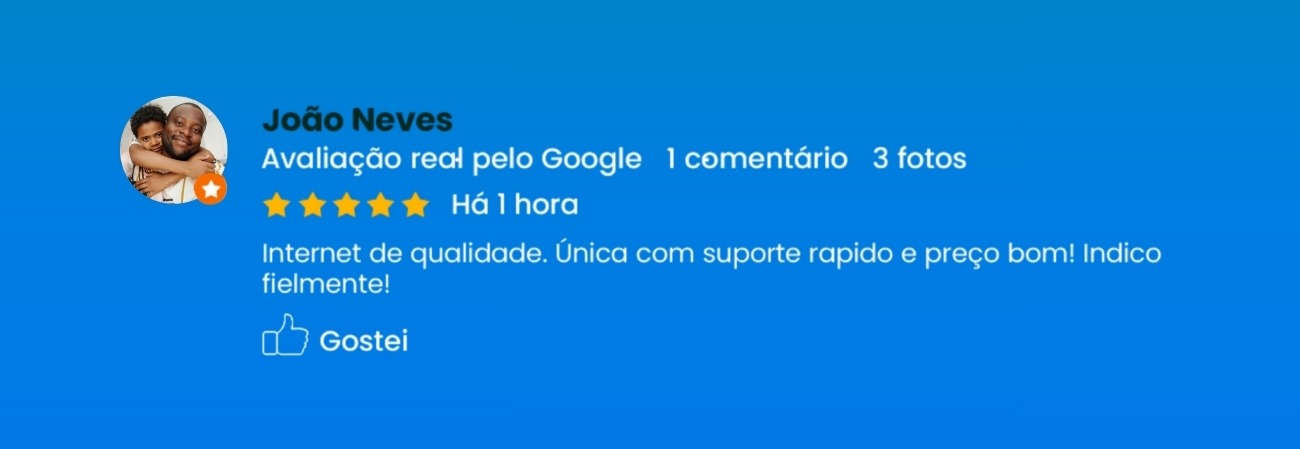 João Neves
Avaliação real pelo Google 1 comentário 3 fotos
Há 1 hora
Internet de qualidade. Única com suporte rapido e preço bom! Indico
fielmente!
Gostei